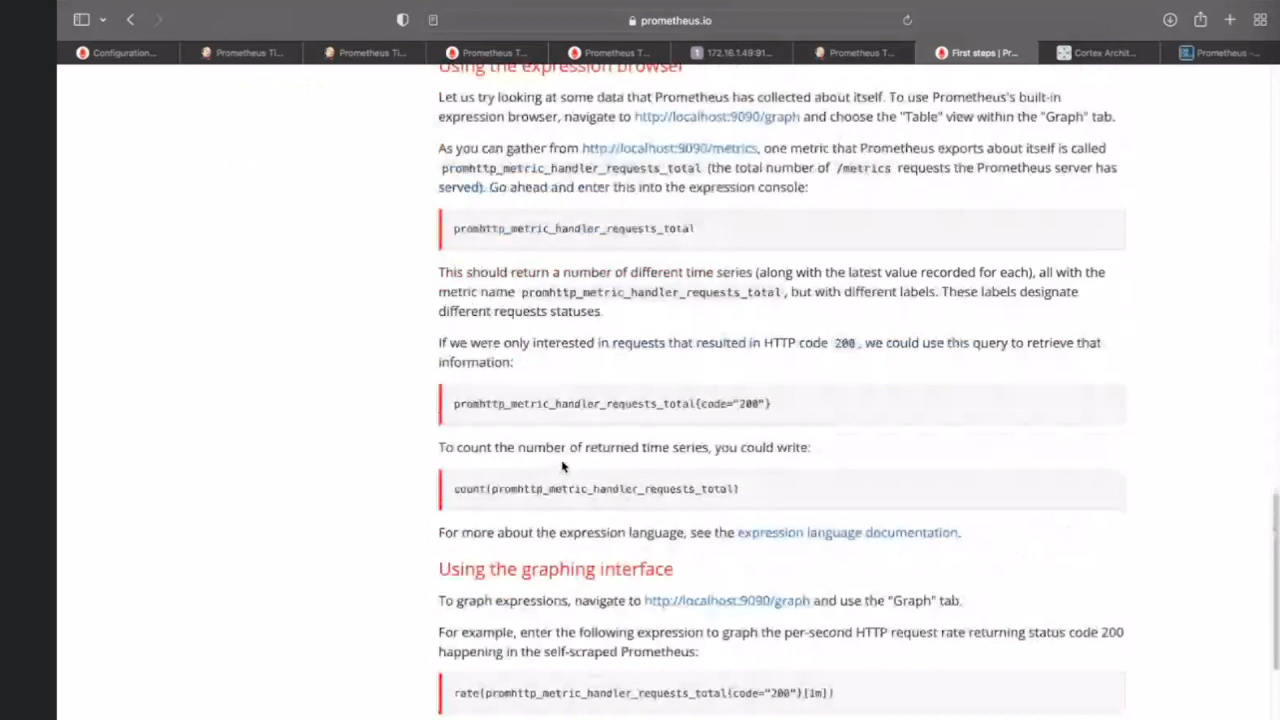 prometheus.io
Configuration...
Prometheus Ti...
Prometheus Ti...
Prometheus T...
Prometheus T...
1 172.16.1.49:91...
Prometheus T...
First steps | Pr...
Cortex Archit...
Prometheus -...
Using the expression browser
Let us try looking at some data that Prometheus has collected about itself. To use Prometheus's built-in
expression browser, navigate to http://localhost:9090/graph and choose the "Table" view within the "Graph" tab.
As you can gather from http://localhost:9090/metrics, one metric that Prometheus exports about itself is called
promhttp_metric_handler_requests_total (the total number of /metrics requests the Prometheus server has
served). Go ahead and enter this into the expression console:
promhttp_metric_handler_requests_total
This should return a number of different time series (along with the latest value recorded for each), all with the
metric name promhttp_metric_handler_requests_total, but with different labels. These labels designate
different requests statuses.
If we were only interested in requests that resulted in HTTP code 200, we could use this query to retrieve that
information:
promhttp_metric_handler_requests_total{code="200"}
To count the number of returned time series, you could write:
count(promhttp_metric_handler_requests_total)
For more about the expression language, see the expression language documentation.
Using the graphing interface
To graph expressions, navigate to http://localhost:9090/graph and use the "Graph" tab.
For example, enter the following expression to graph the per-second HTTP request rate returning status code 200
happening in the self-scraped Prometheus:
rate(promhttp_metric_handler_requests_total{code="200"}[1m])